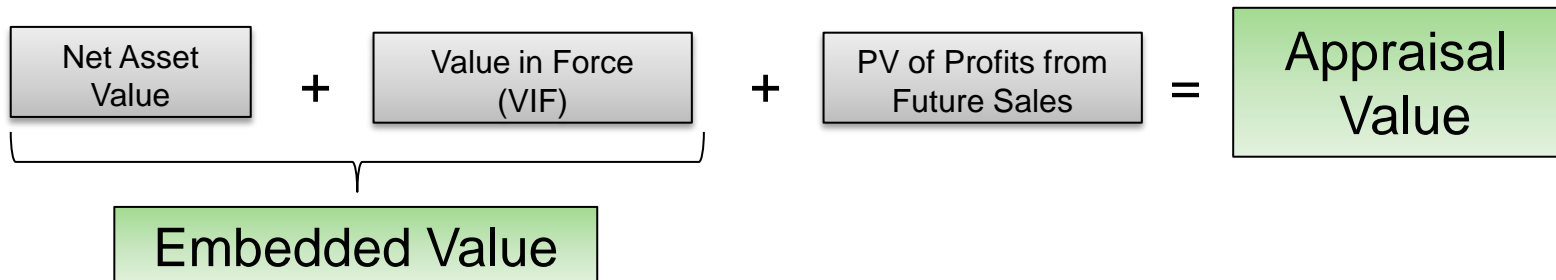 Net Asset
Value
+
Value in Force
(VIF)
+
PV of Profits from
Future Sales
=
Appraisal
Value
Embedded Value